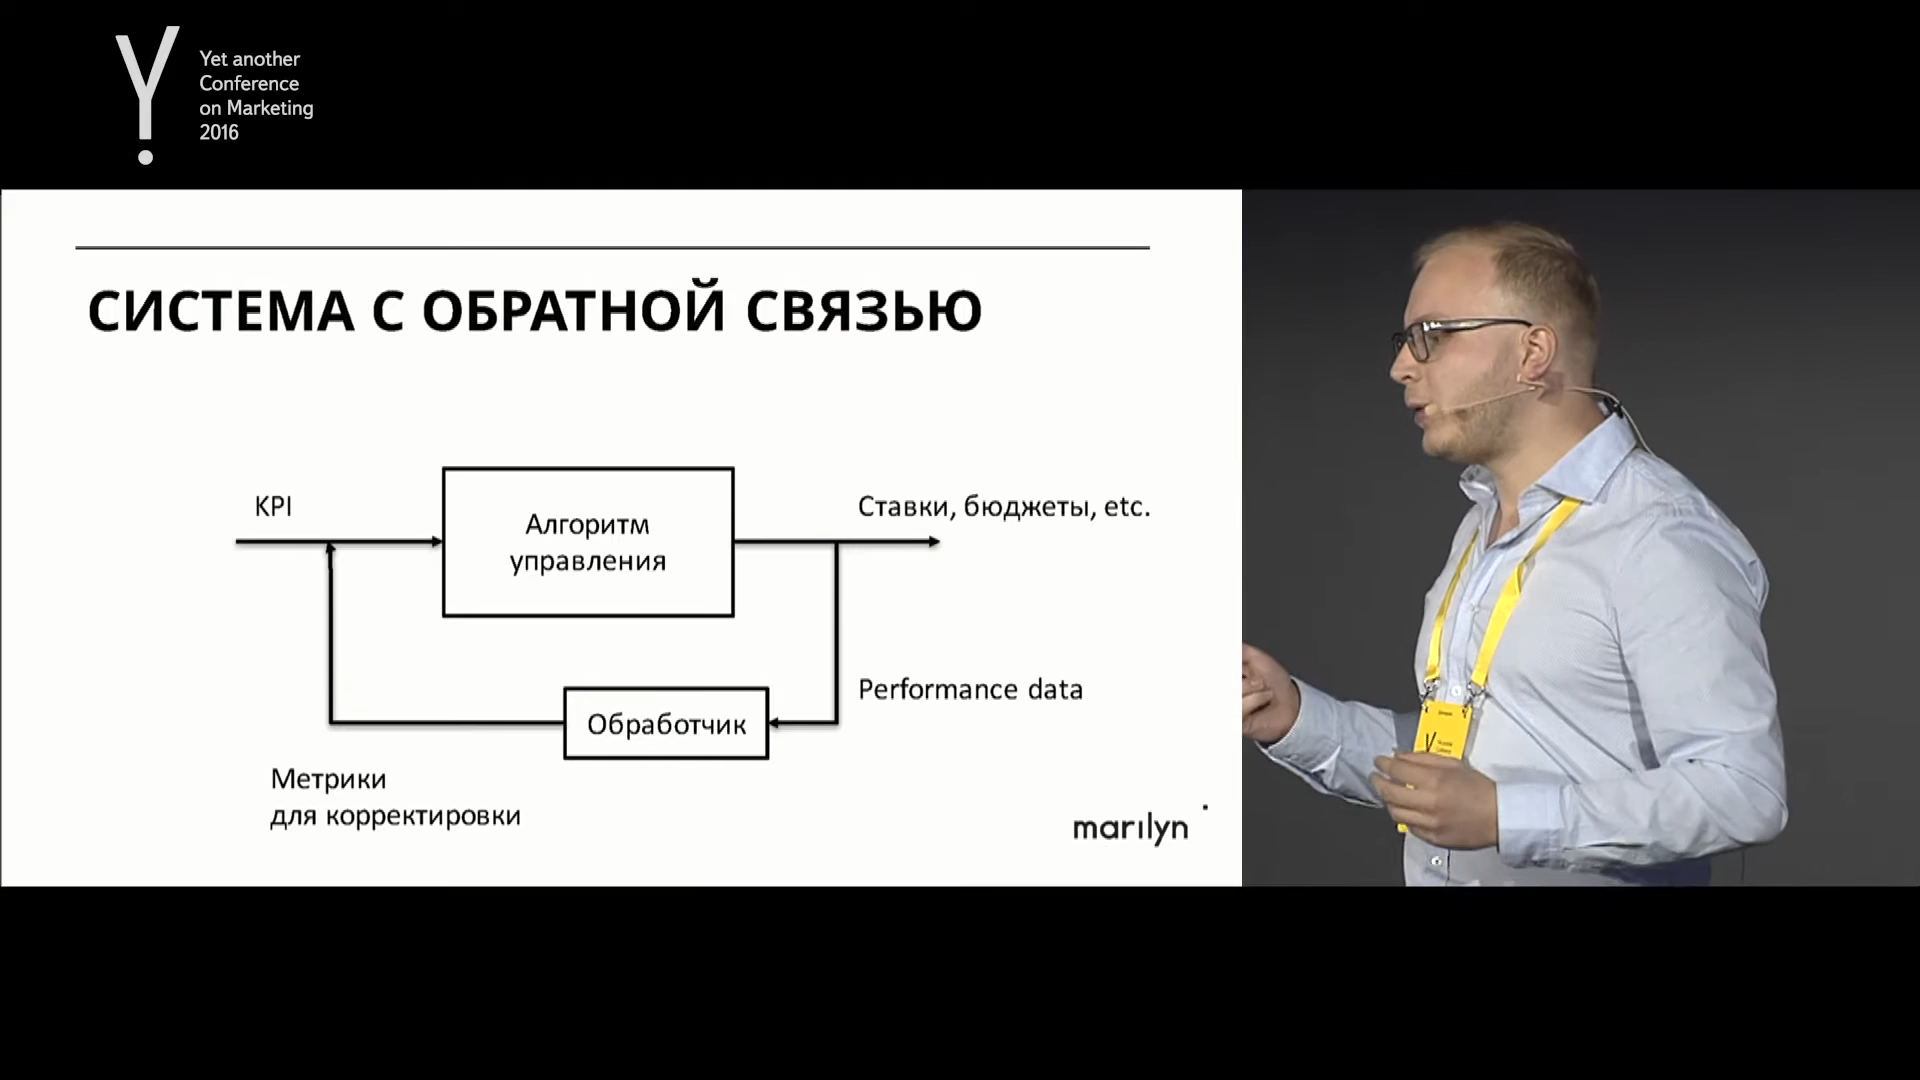 Yet another
Conference
on Marketing
2016
СИСТЕМА С ОБРАТНОЙ СВЯЗЬЮ
KPI
Алгоритм
управления
Ставки, бюджеты, etc.
Performance data
Обработчик
Метрики
для корректировки
marilyn